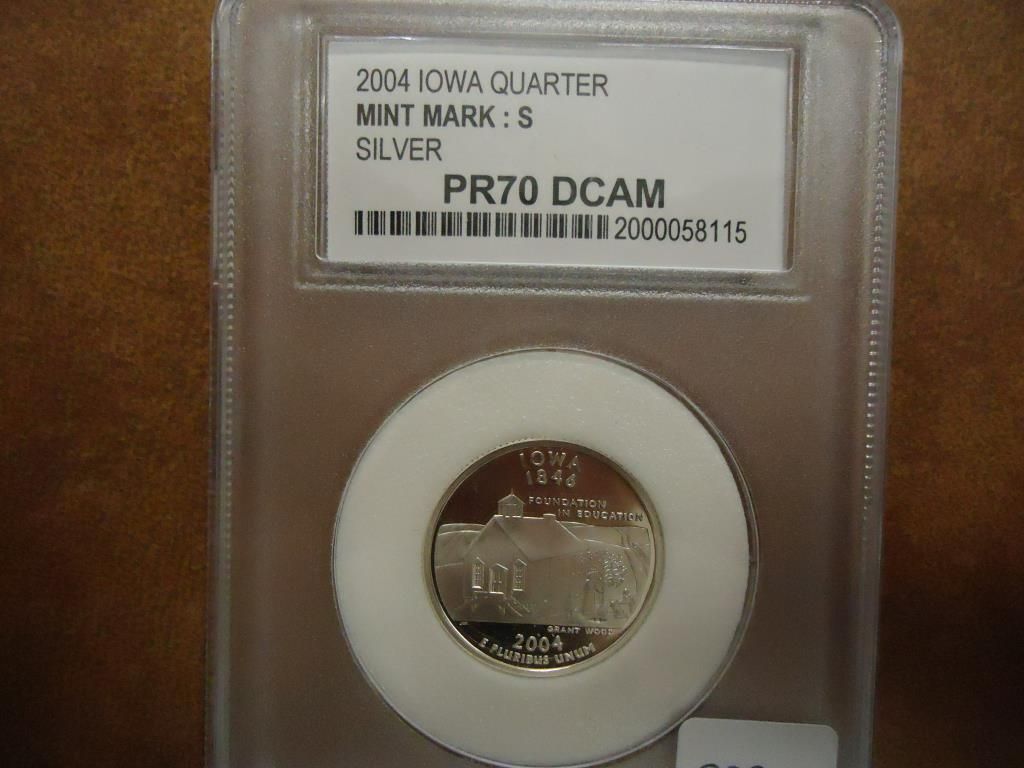 2004 IOWA QUARTER
MINT MARK : S
SILVER
PR70 DCAM
2000058115
IOWA
1846
FOUNDATION
IN EDUCATION
GRANT WOOD
2004
E PLURIBUS UNUM